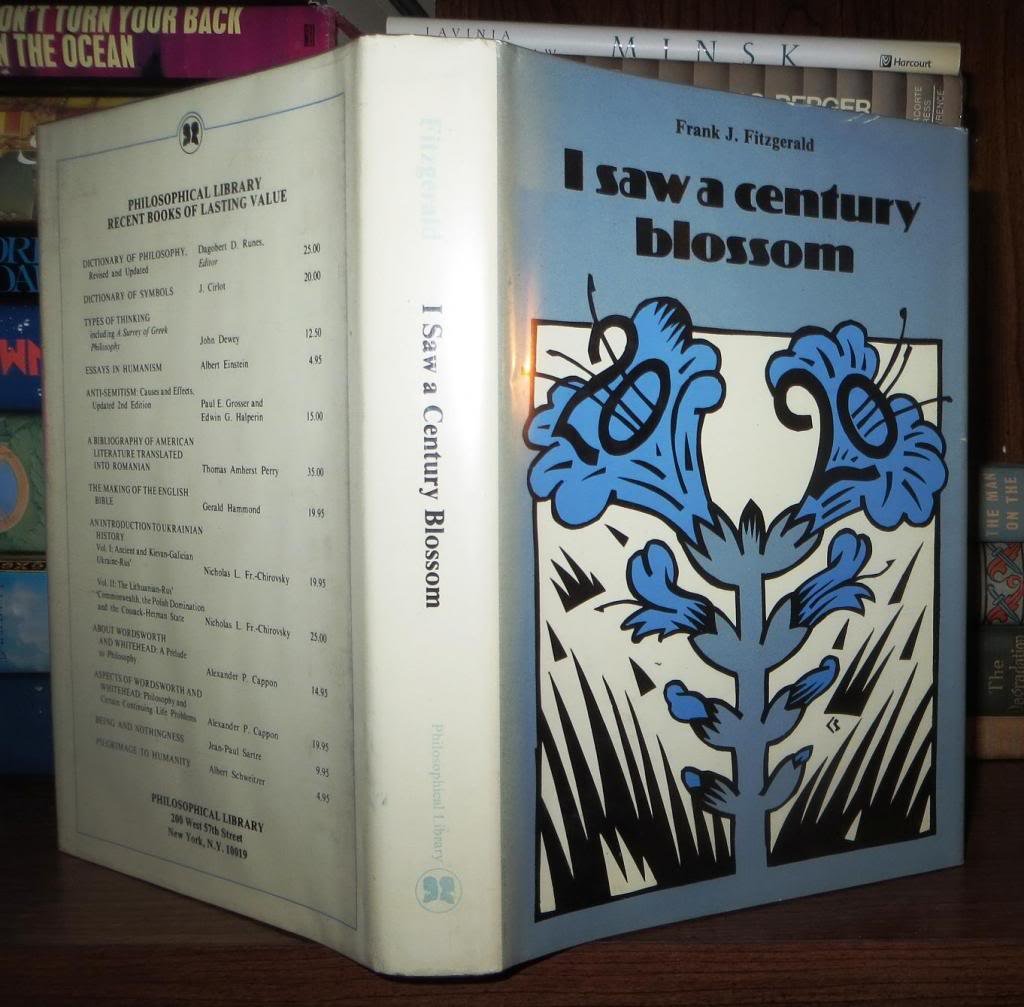 ON'T TURN YOUR BACK
N THE OCEAN
LAVINIA
MINSK
Harcourt
BERGER
PHILOSOPHICAL LIBRARY
RECENT BOOKS OF LASTING VALUE
DICTIONARY OF PHILOSOPHY, Dagobert D. Runes, 25.00
Revised and Updated Editor
DICTIONARY OF SYMBOLS J. Cirlot 20.00
TYPES OF THINKING
including A Survey of Greek
Philosophy John Dewey 12.50
ESSAYS IN HUMANISM Albert Einstein 4.95
ANTI-SEMITISM: Causes and Effects,
Updated 2nd Edition Paul E. Grosser and
Edwin G. Halperin 15.00
A BIBLIOGRAPHY OF AMERICAN
LITERATURE TRANSLATED
INTO ROMANIAN Thomas Amherst Perry 35.00
THE MAKING OF THE ENGLISH
BIBLE Gerald Hammond 19.95
AN INTRODUCTION TO UKRAINIAN
HISTORY
Vol. I: Ancient and Kievan-Galician
Ukraine-Rus' Nicholas L. Fr.-Chirovsky 19.95
Vol. II: The Lithuanian-Rus'
Commonwealth, the Polish Domination
and the Cossack-Hetman State Nicholas L. Fr.-Chirovsky 25.00
ABOUT WORDSWORTH
AND WHITEHEAD: A Prelude
to Philosophy Alexander P. Cappon 14.95
ASPECTS OF WORDSWORTH AND
WHITEHEAD: Philosophy and
Certain Continuing Life Problems Alexander P. Cappon 19.95
BEING AND NOTHINGNESS Jean-Paul Sartre 9.95
PILGRIMAGE TO HUMANITY Albert Schweitzer 4.95
PHILOSOPHICAL LIBRARY
200 West 57th Street
New York, N.Y. 10019
Fitzgerald
I Saw a Century Blossom
Philosophical Library
Frank J. Fitzgerald
I saw a century
blossom
20 20
CS
THE MAN
ON THE
The
Degradation